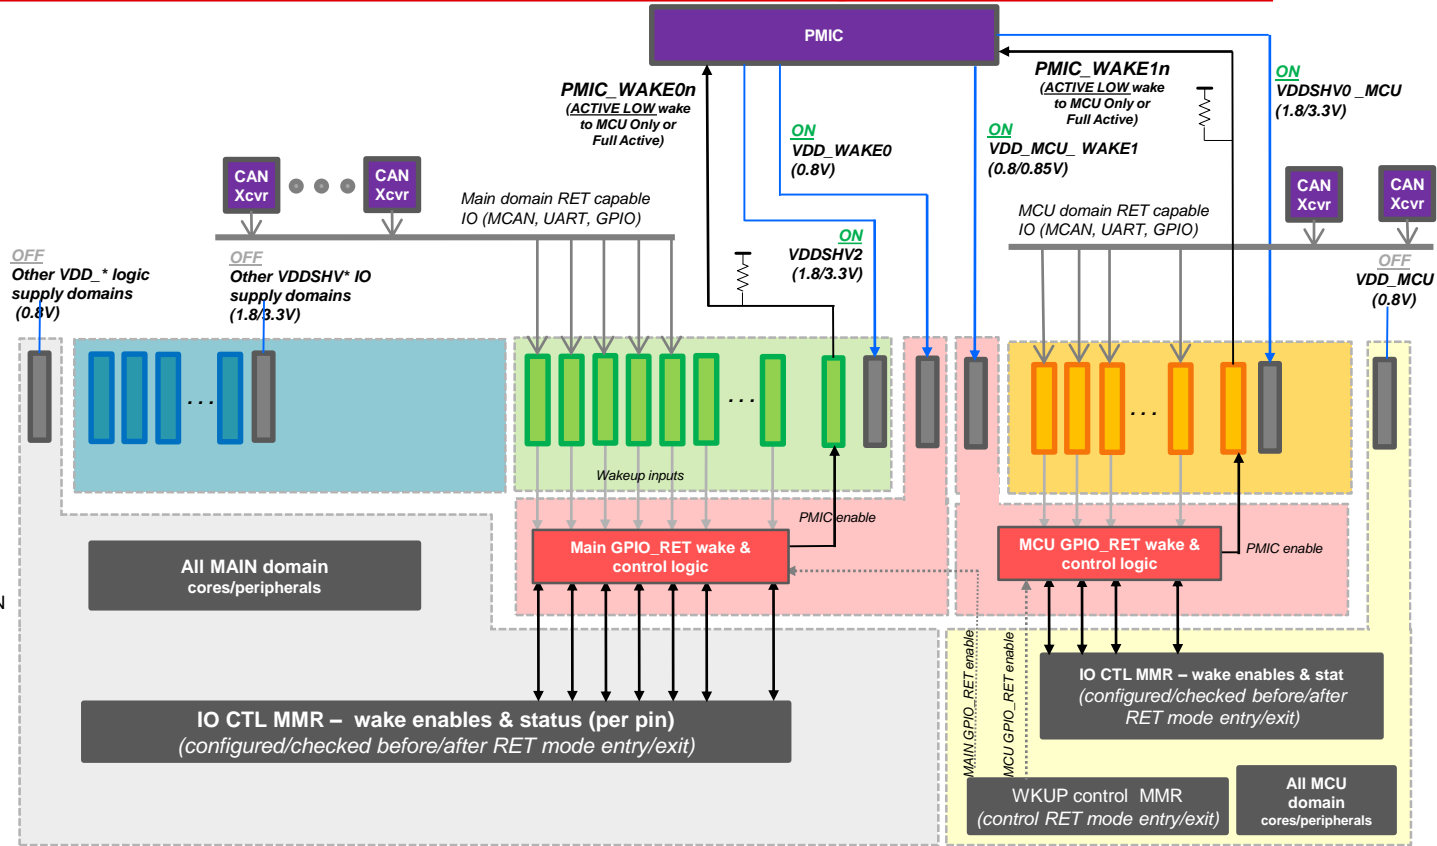 PMIC
PMIC_WAKE0n
(ACTIVE LOW wake
to MCU Only or
Full Active)
PMIC_WAKE1n
(ACTIVE LOW wake
to MCU Only or
Full Active)
ON
VDDSHV0 _MCU
(1.8/3.3V)
ON
VDD_WAKE0
(0.8V)
ON
VDD_MCU_ WAKE1
(0.8/0.85V)
CAN
Xcvr
CAN
Xcvr
CAN
Xcvr
CAN
Xcvr
Main domain RET capable
IO (MCAN, UART, GPIO)
MCU domain RET capable
IO (MCAN, UART, GPIO)
OFF
Other VDD_* logic
supply domains
(0.8V)
OFF
Other VDDSHV* IO
supply domains
(1.8/3.3V)
ON
VDDSHV2
(1.8/3.3V)
OFF
VDD_MCU
(0.8V)
...
...
...
Wakeup inputs
PMIC enable
PMIC enable
Main GPIO_RET wake &
control logic
MCU GPIO_RET wake &
control logic
All MAIN domain
cores/peripherals
N
MAIN GPIO_RET enable
MCU GPIO_RET enable
IO CTL MMR – wake enables & stat
(configured/checked before/after
RET mode entry/exit)
IO CTL MMR – wake enables & status (per pin)
(configured/checked before/after RET mode entry/exit)
WKUP control MMR
(control RET mode entry/exit)
All MCU
domain
cores/peripherals